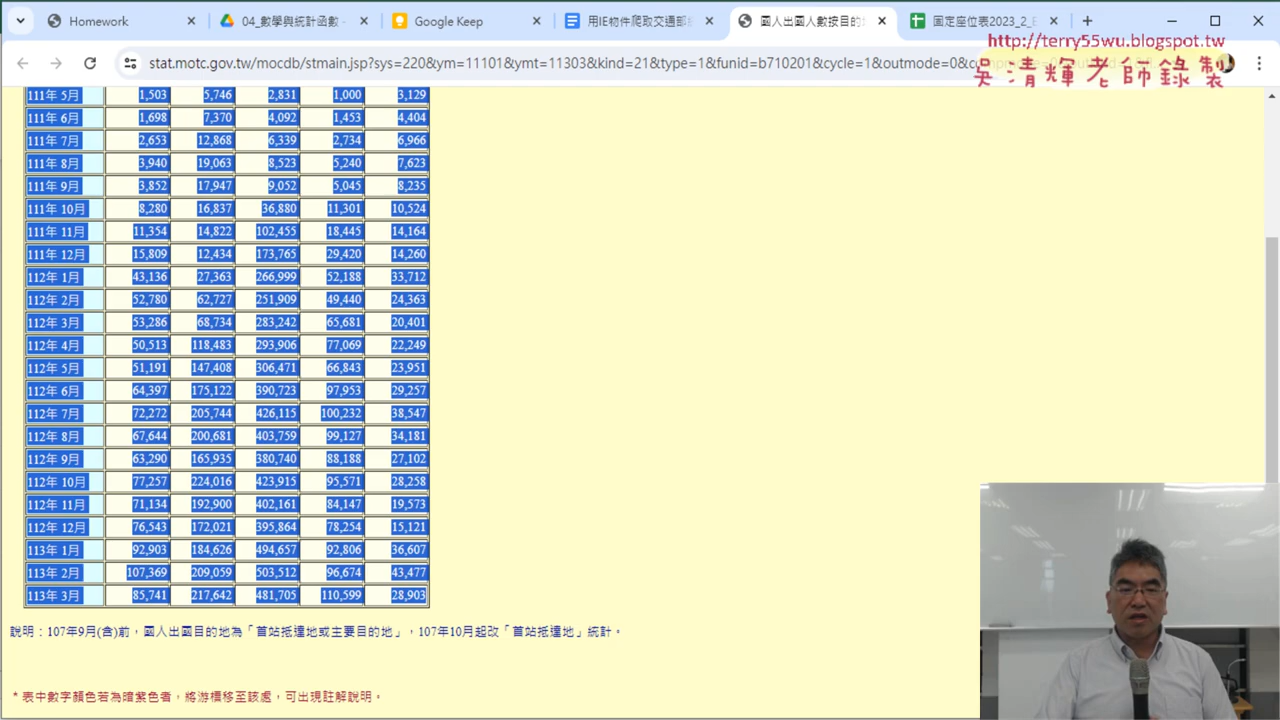 Homework
04_數學與統計函數 -
Google Keep
用IE物件爬取交通部統
國人出國人數按目的地
固定座位表2023_2_
http://terry55wu.blogspot.tw
stat.motc.gov.tw/mocdb/stmain.jsp?sys=220&ym=11101&ymt=11303&kind=21&type=1&funid=b710201&cycle=1&outmode=0&
吳清輝老師錄製
111年 5月 1,503 5,746 2,831 1,000 3,129
111年 6月 1,698 7,370 4,092 1,453 4,404
111年 7月 2,653 12,868 6,339 2,734 6,966
111年 8月 3,940 19,063 8,523 5,240 7,623
111年 9月 3,852 17,947 9,052 5,045 8,235
111年 10月 8,280 16,837 36,880 11,301 10,524
111年 11月 11,354 14,822 102,455 18,445 14,164
111年 12月 15,809 12,434 173,765 29,420 14,260
112年 1月 43,136 27,363 266,999 52,188 33,712
112年 2月 52,780 62,727 251,909 49,440 24,363
112年 3月 53,286 68,734 283,242 65,681 20,401
112年 4月 50,513 118,483 293,906 77,069 22,249
112年 5月 51,191 147,408 306,471 66,843 23,951
112年 6月 64,397 175,122 390,723 97,953 29,257
112年 7月 72,272 205,744 426,115 100,232 38,547
112年 8月 67,644 200,681 403,759 99,127 34,181
112年 9月 63,290 165,935 380,740 88,188 27,102
112年 10月 77,257 224,016 423,915 95,571 28,258
112年 11月 71,134 192,900 402,161 84,147 19,573
112年 12月 76,543 172,021 395,864 78,254 15,121
113年 1月 92,903 184,626 494,657 92,806 36,607
113年 2月 107,369 209,059 503,512 96,674 43,477
113年 3月 85,741 217,642 481,705 110,599 28,903
說明：107年9月(含)前，國人出國目的地為「首站抵達地或主要目的地」，107年10月起改「首站抵達地」統計。
* 表中數字顏色若為暗紫色者，將游標移至該處，可出現註解說明。